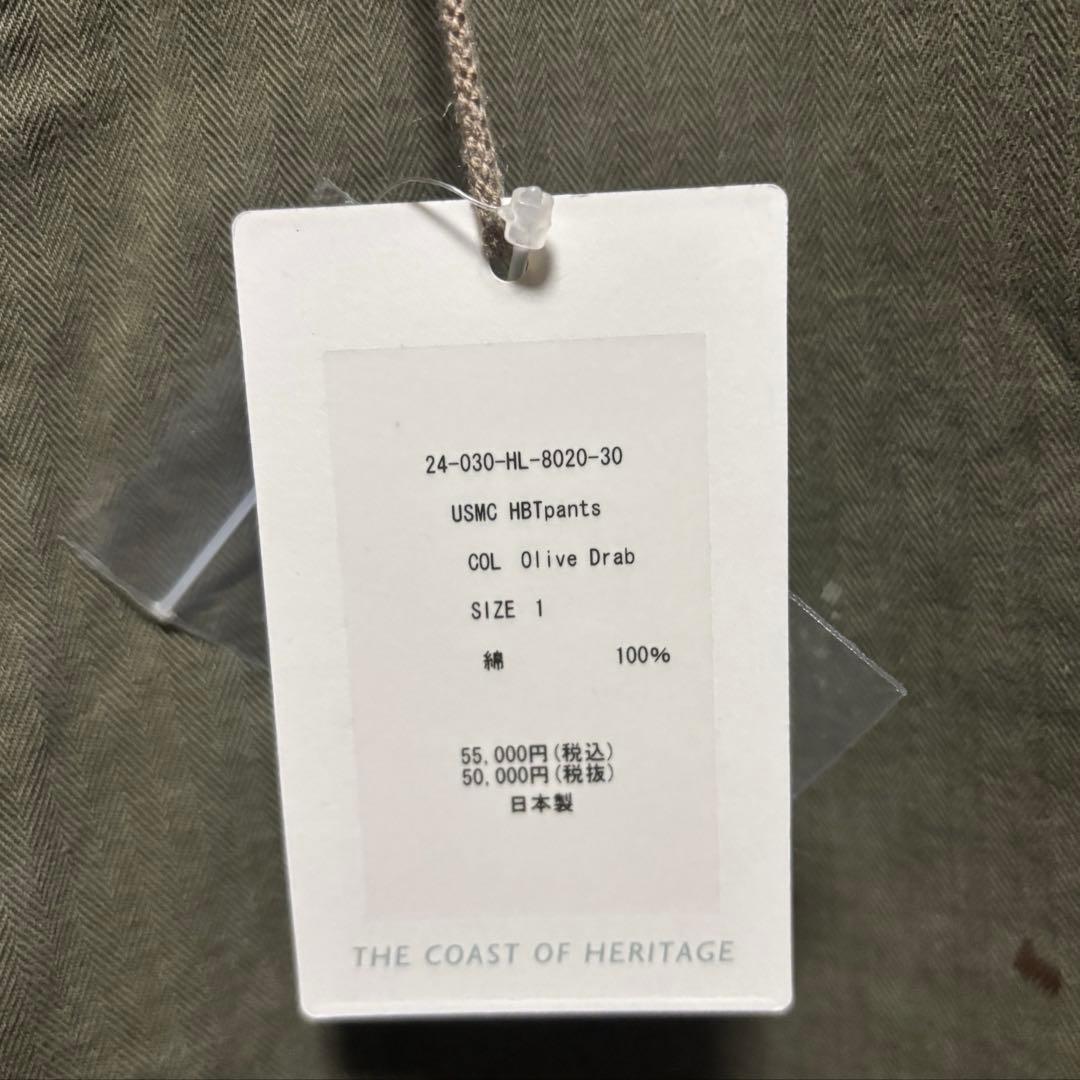 24-030-HL-8020-30
USMC HBTpants
COL Olive Drab
SIZE 1
綿 100%
55,000円(税込)
50,000円(税抜)
日本製
THE COAST OF HERITAGE